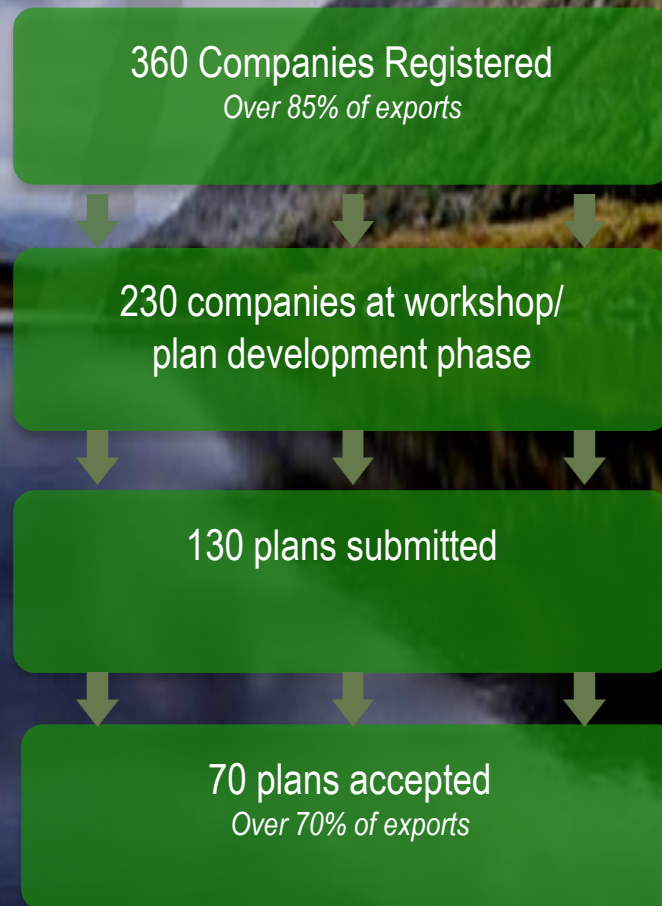 360 Companies Registered
Over 85% of exports
230 companies at workshop/
plan development phase
130 plans submitted
70 plans accepted
Over 70% of exports